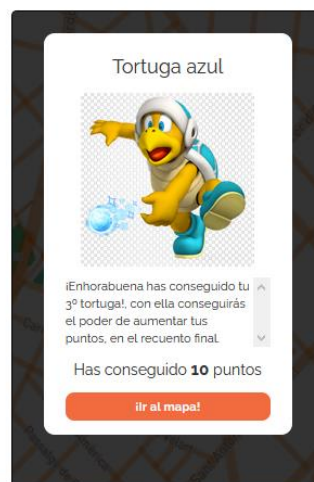 Tortuga azul
¡Enhorabuena has conseguido tu
3º tortuga!, con ella conseguirás
el poder de aumentar tus
puntos, en el recuento final.
Has conseguido 10 puntos
¡Ir al mapa!